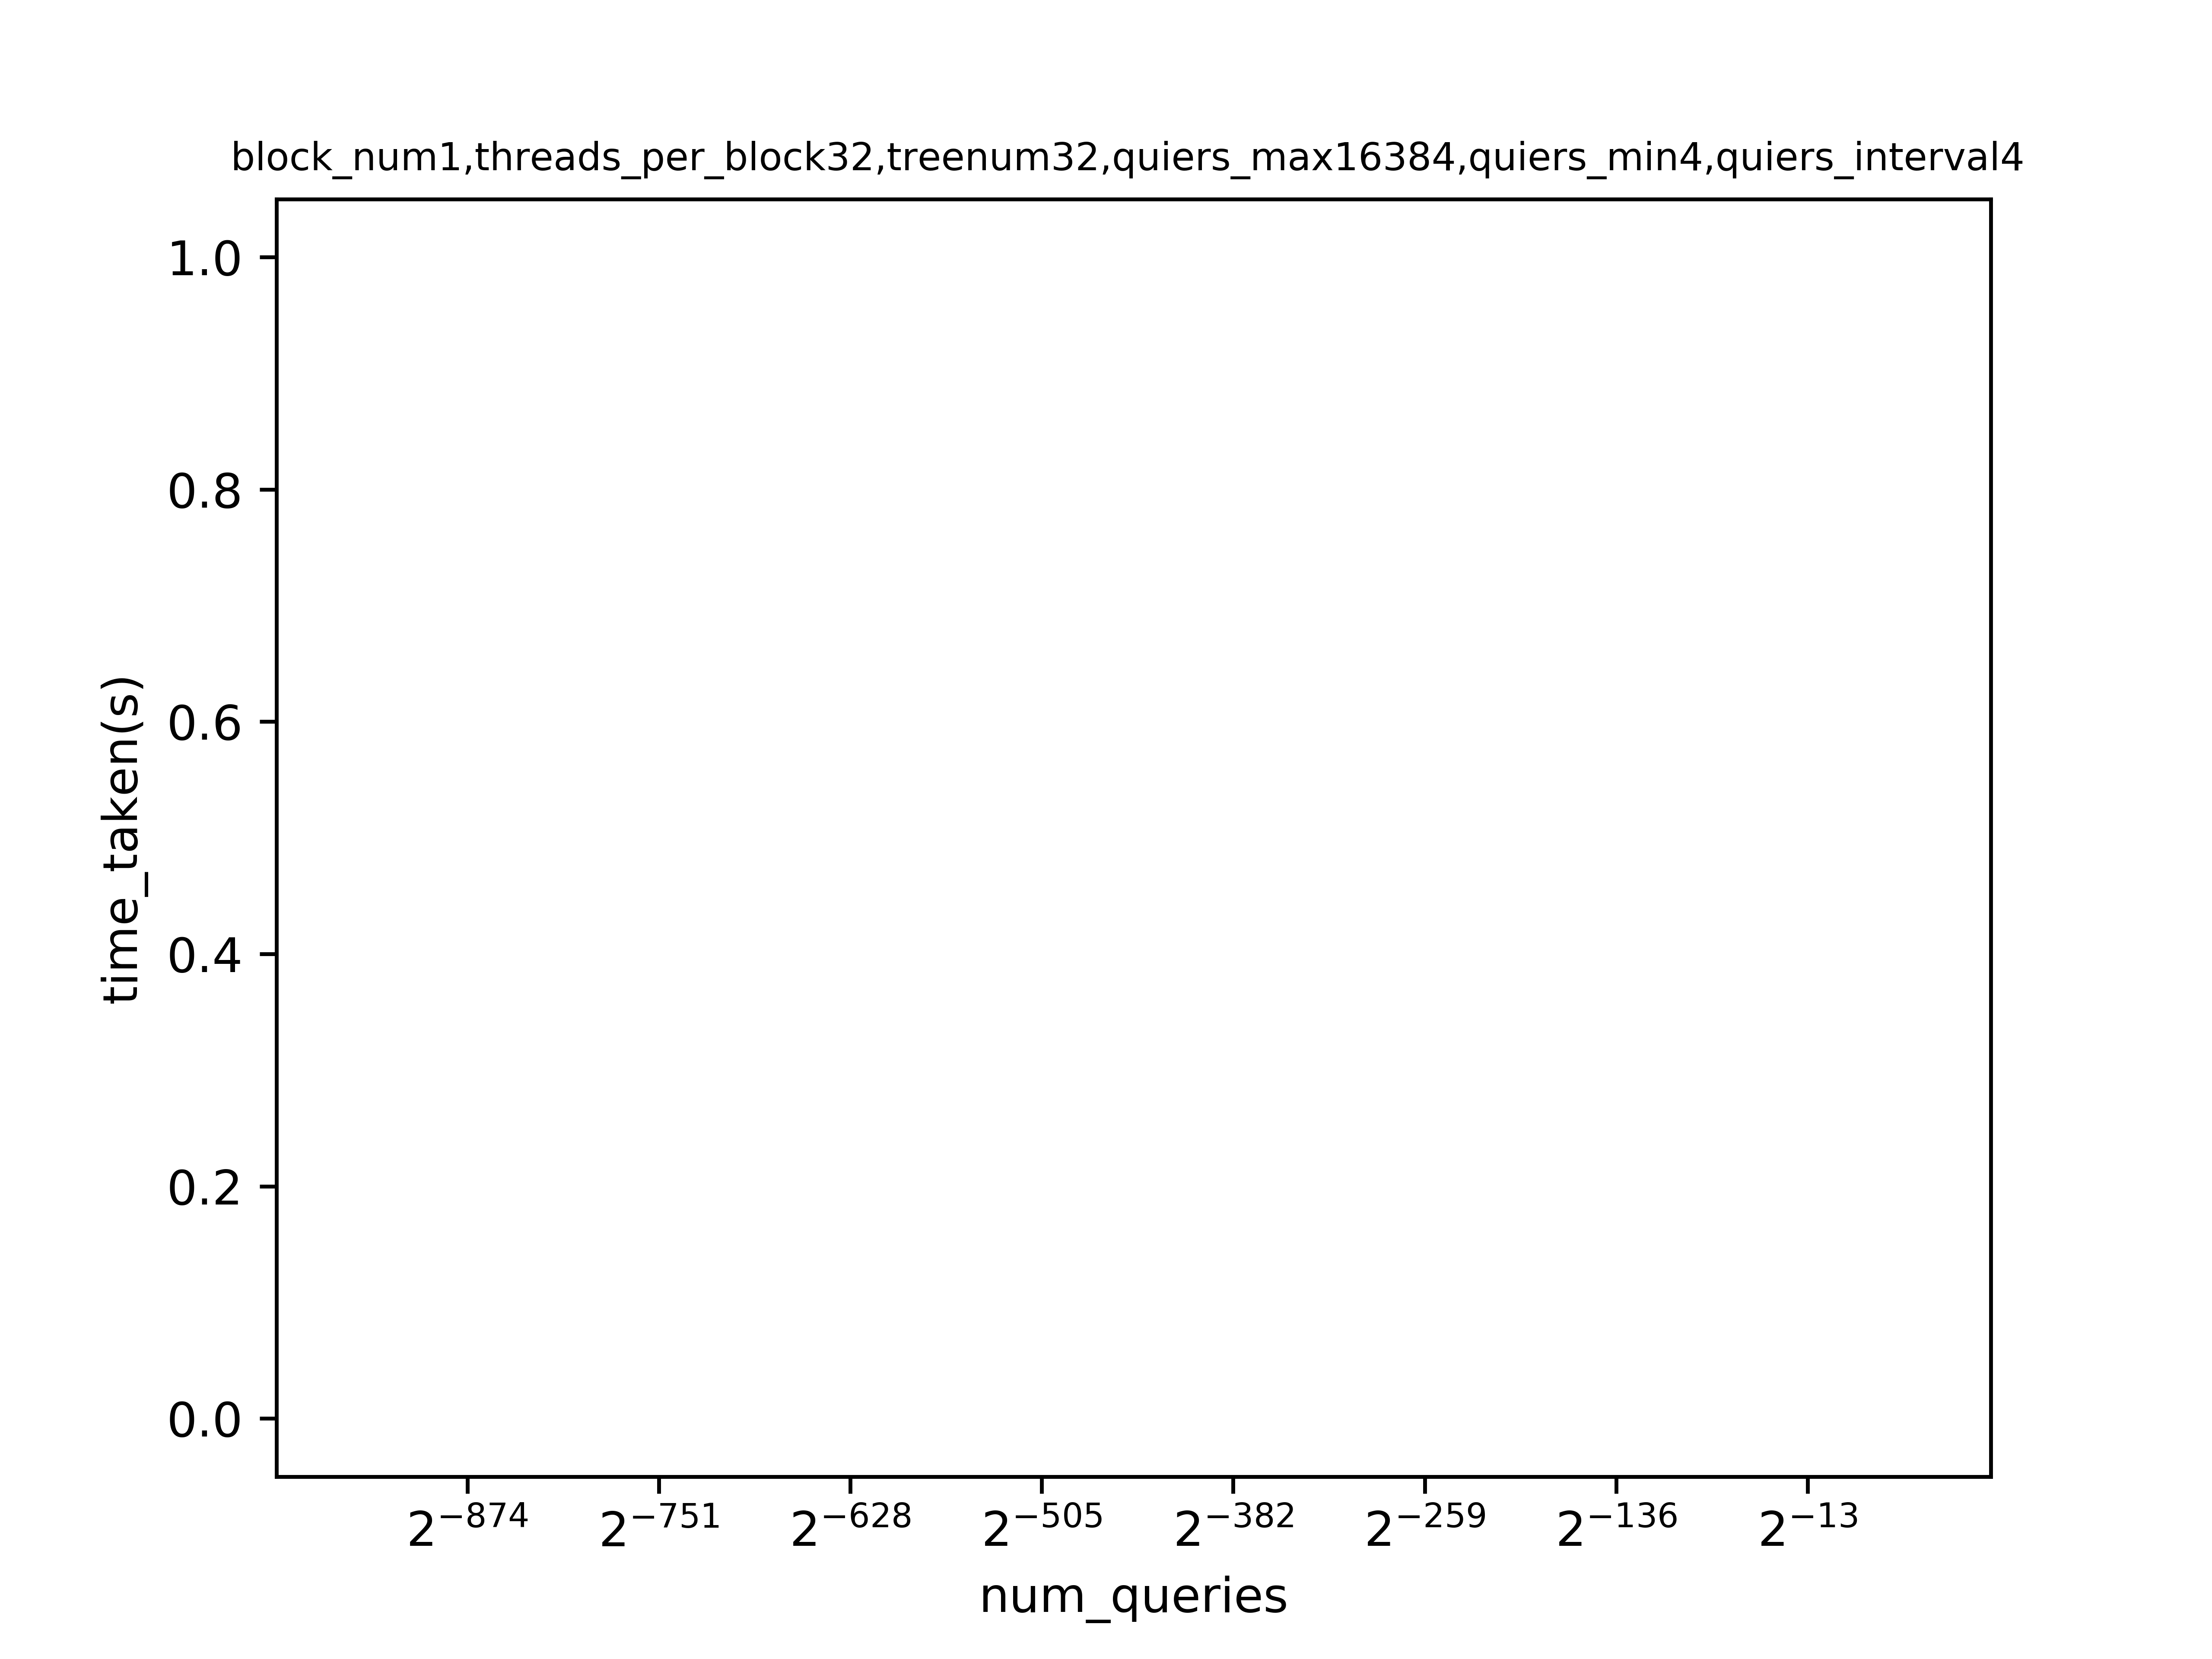 block_num1,threads_per_block32,treenum32,quiers_max16384,quiers_min4,quiers_interval4
1.0
0.8
0.6
0.4
0.2
0.0
time_taken(s)
2⁻⁸⁷⁴ 2⁻⁷⁵¹ 2⁻⁶²⁸ 2⁻⁵⁰⁵ 2⁻³⁸² 2⁻²⁵⁹ 2⁻¹³⁶ 2⁻¹³
num_queries